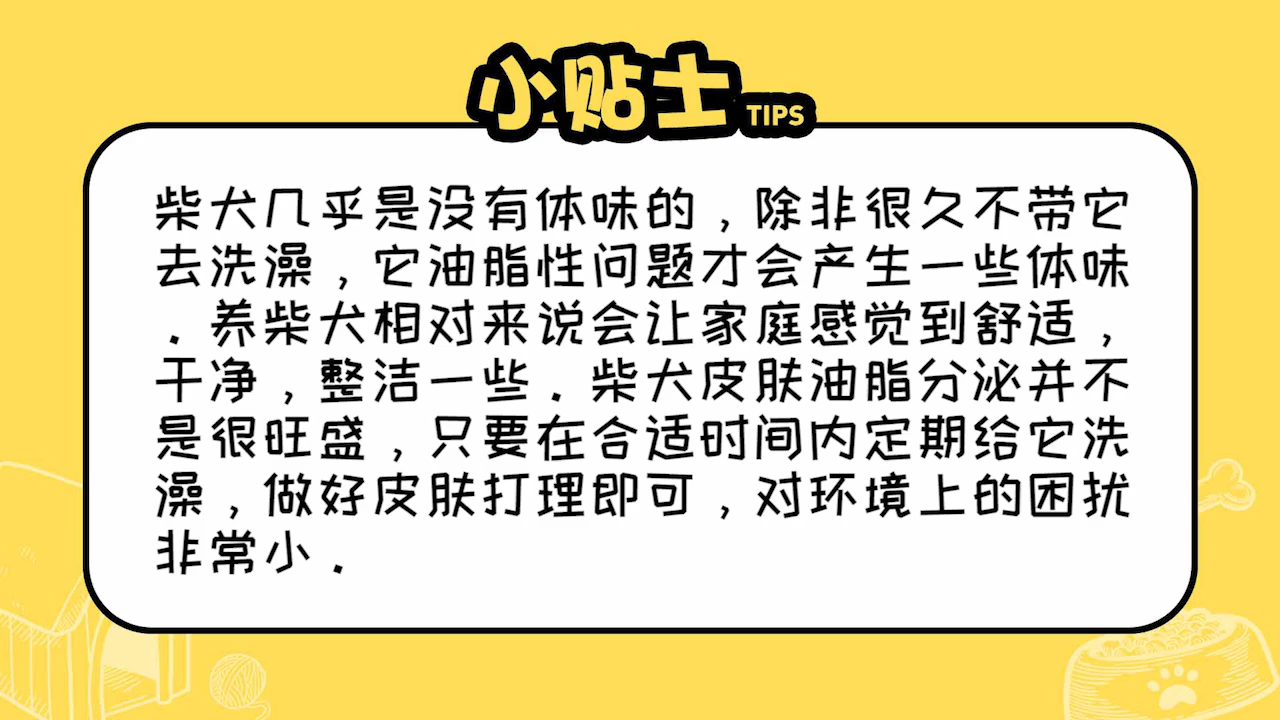 小贴士 TIPS
柴犬几乎是没有体味的，除非很久不带它
去洗澡，它油脂性问题才会产生一些体味
．养柴犬相对来说会让家庭感觉到舒适，
干净，整洁一些．柴犬皮肤油脂分泌并不
是很旺盛，只要在合适时间内定期给它洗
澡，做好皮肤打理即可，对环境上的困扰
非常小．